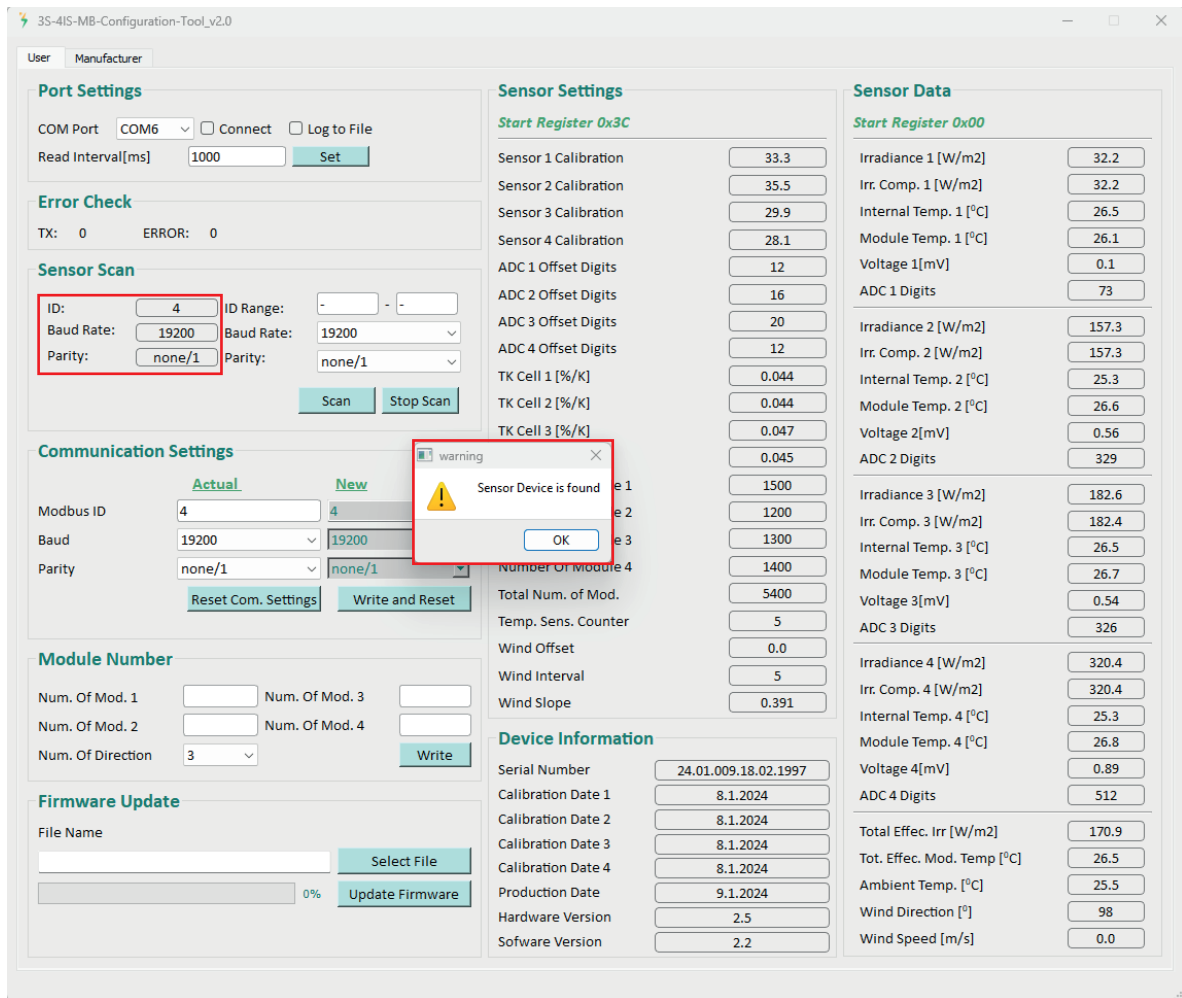 3S-4IS-MB-Configuration-Tool_v2.0
User Manufacturer
Port Settings
COM Port COM6 Connect Log to File
Read Interval[ms] 1000 Set
Error Check
TX: 0 ERROR: 0
Sensor Scan
ID: 4 ID Range: - - -
Baud Rate: 19200 Baud Rate: 19200
Parity: none/1 Parity: none/1
Scan Stop Scan
Communication Settings
Actual New
Modbus ID 4 4
Baud 19200 19200
Parity none/1 none/1
Reset Com. Settings Write and Reset
Module Number
Num. Of Mod. 1 Num. Of Mod. 3
Num. Of Mod. 2 Num. Of Mod. 4
Num. Of Direction 3 Write
Firmware Update
File Name
Select File
0% Update Firmware
Sensor Settings
Start Register 0x3C
Sensor 1 Calibration 33.3
Sensor 2 Calibration 35.5
Sensor 3 Calibration 29.9
Sensor 4 Calibration 28.1
ADC 1 Offset Digits 12
ADC 2 Offset Digits 16
ADC 3 Offset Digits 20
ADC 4 Offset Digits 12
TK Cell 1 [%/K] 0.044
TK Cell 2 [%/K] 0.044
TK Cell 3 [%/K] 0.047
0.045
e 1 1500
e 2 1200
e 3 1300
Number Of Module 4 1400
Total Num. of Mod. 5400
Temp. Sens. Counter 5
Wind Offset 0.0
Wind Interval 5
Wind Slope 0.391
warning
Sensor Device is found
OK
Device Information
Serial Number 24.01.009.18.02.1997
Calibration Date 1 8.1.2024
Calibration Date 2 8.1.2024
Calibration Date 3 8.1.2024
Calibration Date 4 8.1.2024
Production Date 9.1.2024
Hardware Version 2.5
Sofware Version 2.2
Sensor Data
Start Register 0x00
Irradiance 1 [W/m2] 32.2
Irr. Comp. 1 [W/m2] 32.2
Internal Temp. 1 [⁰C] 26.5
Module Temp. 1 [⁰C] 26.1
Voltage 1[mV] 0.1
ADC 1 Digits 73
Irradiance 2 [W/m2] 157.3
Irr. Comp. 2 [W/m2] 157.3
Internal Temp. 2 [⁰C] 25.3
Module Temp. 2 [⁰C] 26.6
Voltage 2[mV] 0.56
ADC 2 Digits 329
Irradiance 3 [W/m2] 182.6
Irr. Comp. 3 [W/m2] 182.4
Internal Temp. 3 [⁰C] 26.5
Module Temp. 3 [⁰C] 26.7
Voltage 3[mV] 0.54
ADC 3 Digits 326
Irradiance 4 [W/m2] 320.4
Irr. Comp. 4 [W/m2] 320.4
Internal Temp. 4 [⁰C] 25.3
Module Temp. 4 [⁰C] 26.8
Voltage 4[mV] 0.89
ADC 4 Digits 512
Total Effec. Irr [W/m2] 170.9
Tot. Effec. Mod. Temp [⁰C] 26.5
Ambient Temp. [⁰C] 25.5
Wind Direction [⁰] 98
Wind Speed [m/s] 0.0